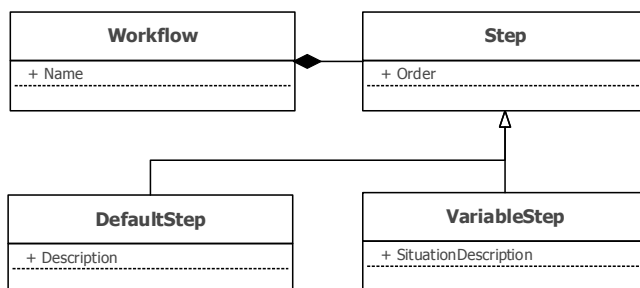 Workflow
+ Name
Step
+ Order
DefaultStep
+ Description
VariableStep
+ SituationDescription